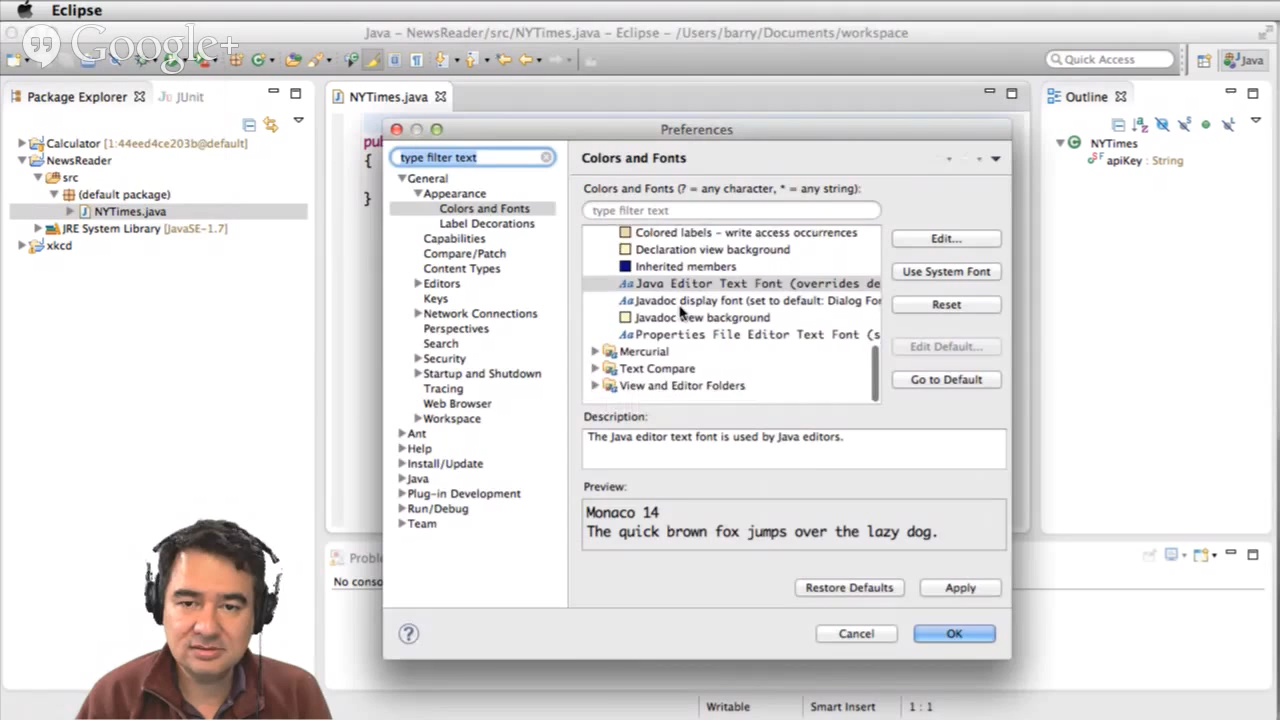 Eclipse
Google+
Java – NewsReader/src/NYTimes.java – Eclipse – /Users/barry/Documents/workspace
Quick Access
Java
Package Explorer
JUnit
Calculator [1:44eed4ce203b@default]
NewsReader
src
(default package)
NYTimes.java
JRE System Library [JavaSE-1.7]
xkcd
NYTimes.java
pu
{
}
Preferences
type filter text
General
Appearance
Colors and Fonts
Label Decorations
Capabilities
Compare/Patch
Content Types
Editors
Keys
Network Connections
Perspectives
Search
Security
Startup and Shutdown
Tracing
Web Browser
Workspace
Ant
Help
Install/Update
Java
Plug-in Development
Run/Debug
Team
Colors and Fonts
Colors and Fonts (? = any character, * = any string):
type filter text
Colored labels – write access occurrences
Declaration view background
Inherited members
Aa Java Editor Text Font (overrides de
Aa Javadoc display font (set to default: Dialog For
Javadoc view background
Aa Properties File Editor Text Font (s
Mercurial
Text Compare
View and Editor Folders
Edit...
Use System Font
Reset
Edit Default...
Go to Default
Description:
The Java editor text font is used by Java editors.
Preview:
Monaco 14
The quick brown fox jumps over the lazy dog.
Restore Defaults
Apply
?
Cancel
OK
Outline
NYTimes
apiKey : String
Proble
No conso
Writable
Smart Insert
1 : 1